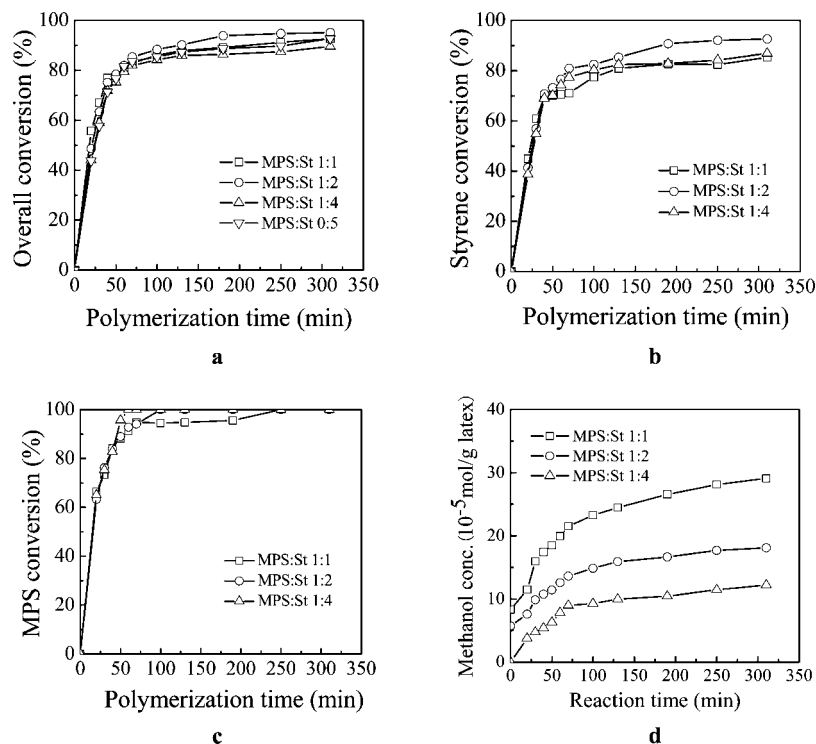 100
80
60
40
20
0
Overall conversion (%)
MPS:St 1:1
MPS:St 1:2
MPS:St 1:4
MPS:St 0:5
0 50 100 150 200 250 300 350
Polymerization time (min)
a
100
80
60
40
20
0
Styrene conversion (%)
MPS:St 1:1
MPS:St 1:2
MPS:St 1:4
0 50 100 150 200 250 300 350
Polymerization time (min)
b
100
80
60
40
20
0
MPS conversion (%)
MPS:St 1:1
MPS:St 1:2
MPS:St 1:4
0 50 100 150 200 250 300 350
Polymerization time (min)
c
40
30
20
10
0
Methanol conc. (10⁻⁵mol/g latex)
MPS:St 1:1
MPS:St 1:2
MPS:St 1:4
0 50 100 150 200 250 300 350
Reaction time (min)
d